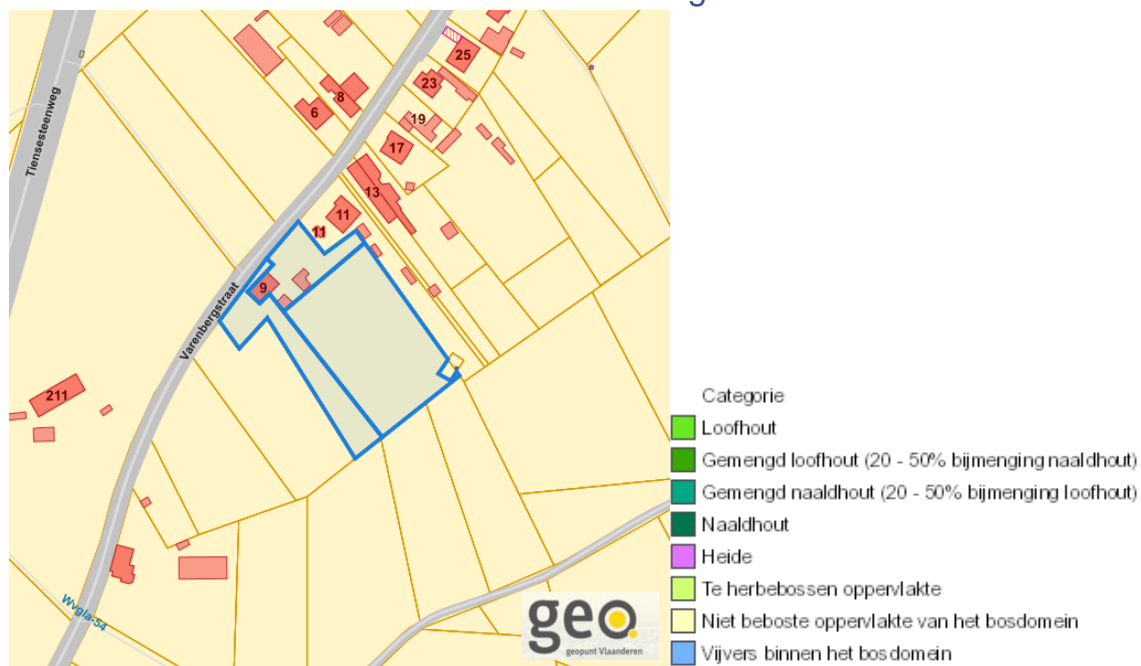 25
23
8
6
19
17
13
11
11
9
211
Tiensesteenweg
Varenbergstraat
Wvgla-54
geo.
geopunt Vlaanderen
Categorie
Loofhout
Gemengd loofhout (20 - 50% bijmenging naaldhout)
Gemengd naaldhout (20 - 50% bijmenging loofhout)
Naaldhout
Heide
Te herbebossen oppervlakte
Niet beboste oppervlakte van het bosdomein
Vijvers binnen het bosdomein